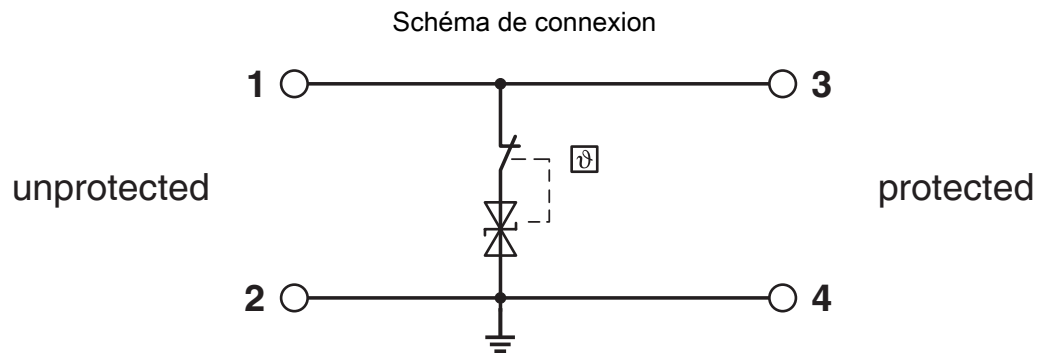 Schéma de connexion
1 3
ϑ
unprotected protected
2 4